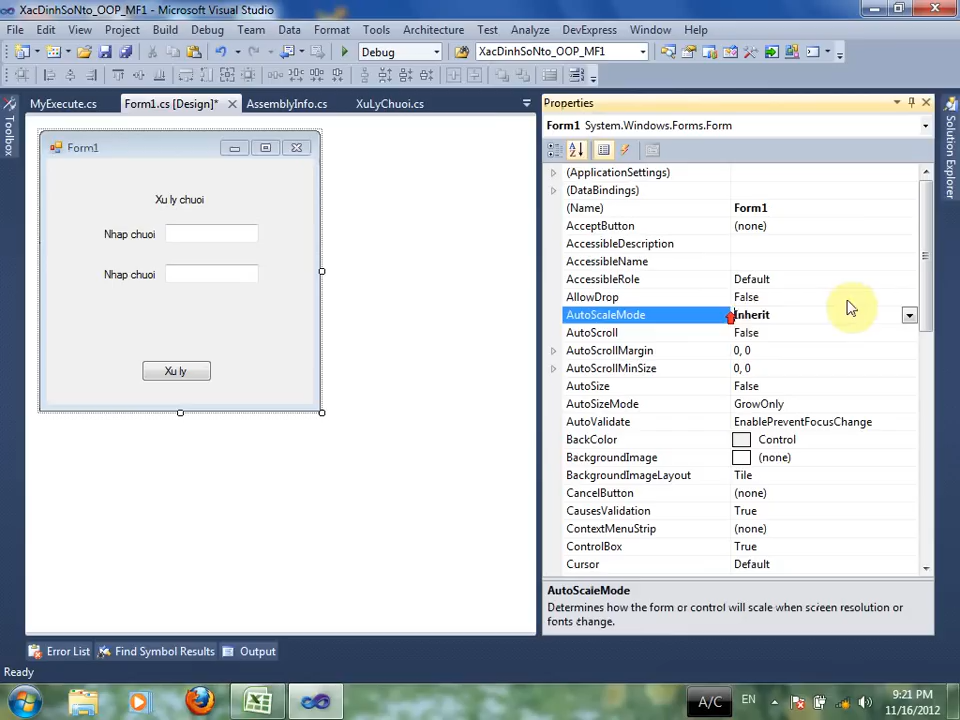 XacDinhSoNto_OOP_MF1 - Microsoft Visual Studio
File Edit View Project Build Debug Team Data Format Tools Architecture Test Analyze DevExpress Window Help
Debug XacDinhSoNto_OOP_MF1
MyExecute.cs Form1.cs [Design]* AssemblyInfo.cs XuLyChuoi.cs
Toolbox
Form1
Xu ly chuoi
Nhap chuoi
Nhap chuoi
Xu ly
Properties
Form1 System.Windows.Forms.Form
(ApplicationSettings)
(DataBindings)
(Name) Form1
AcceptButton (none)
AccessibleDescription
AccessibleName
AccessibleRole Default
AllowDrop False
AutoScaleMode Inherit
AutoScroll False
AutoScrollMargin 0, 0
AutoScrollMinSize 0, 0
AutoSize False
AutoSizeMode GrowOnly
AutoValidate EnablePreventFocusChange
BackColor Control
BackgroundImage (none)
BackgroundImageLayout Tile
CancelButton (none)
CausesValidation True
ContextMenuStrip (none)
ControlBox True
Cursor Default
AutoScaleMode
Determines how the form or control will scale when screen resolution or
fonts change.
Solution Explorer
Error List Find Symbol Results Output
Ready
A/C EN 9:21 PM
11/16/2012